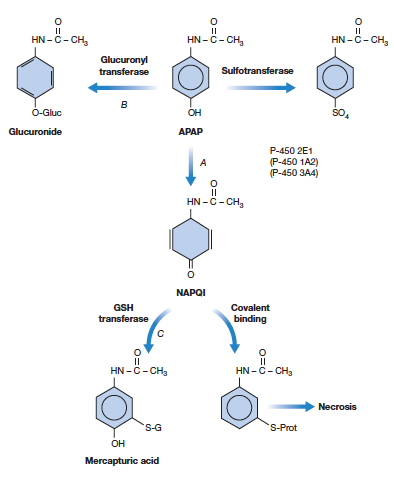 O
HN – C – CH3
O
HN – C – CH3
O
HN – C – CH3
Glucuronyl
transferase
Sulfotransferase
B
O-Gluc
OH
SO4
Glucuronide
APAP
P-450 2E1
(P-450 1A2)
(P-450 3A4)
A
O
HN – C – CH3
O
NAPQI
GSH
transferase
Covalent
binding
C
O
HN – C – CH3
O
HN – C – CH3
Necrosis
S-G
S-Prot
OH
Mercapturic acid